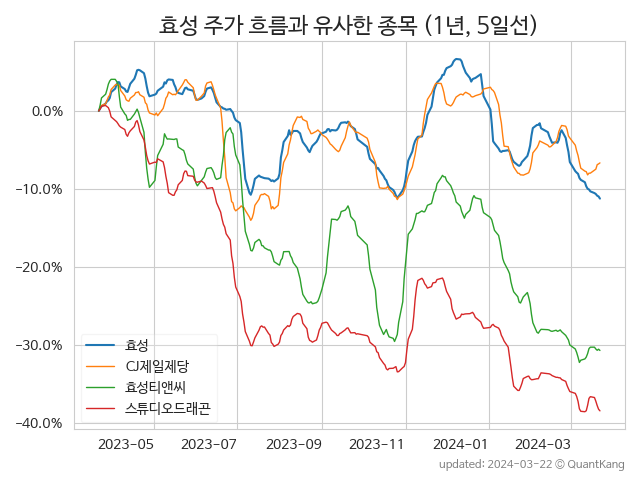 효성 주가 흐름과 유사한 종목 (1년, 5일선)
0.0%
−10.0%
−20.0%
−30.0%
−40.0%
효성
CJ제일제당
효성티앤씨
스튜디오드래곤
2023-05 2023-07 2023-09 2023-11 2024-01 2024-03
updated: 2024-03-22 ⓒ QuantKang